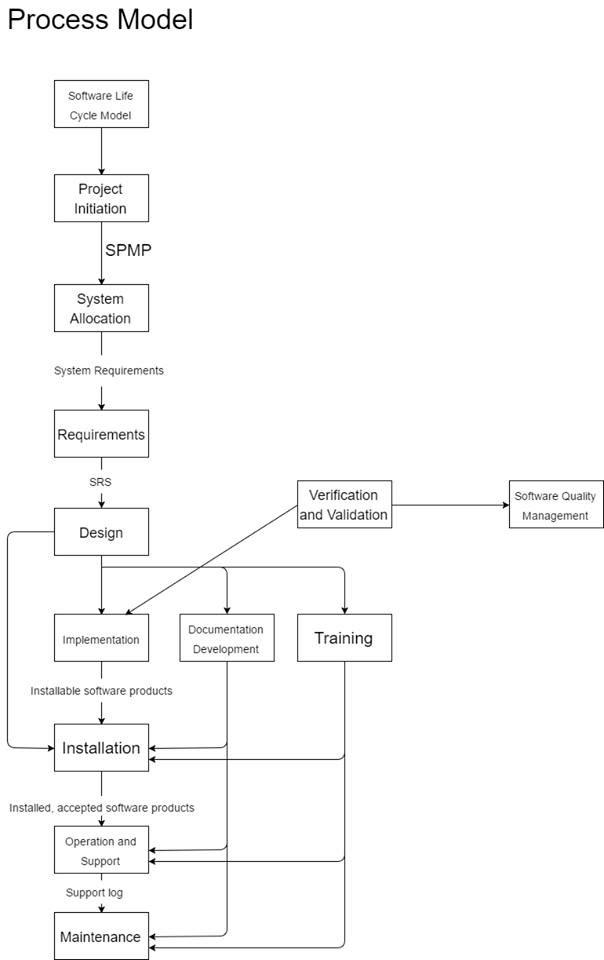 Process Model
Software Life
Cycle Model
Project
Initiation
SPMP
System
Allocation
System Requirements
Requirements
SRS
Verification
and Validation
Software Quality
Management
Design
Implementation
Documentation
Development
Training
Installable software products
Installation
Installed, accepted software products
Operation and
Support
Support log
Maintenance